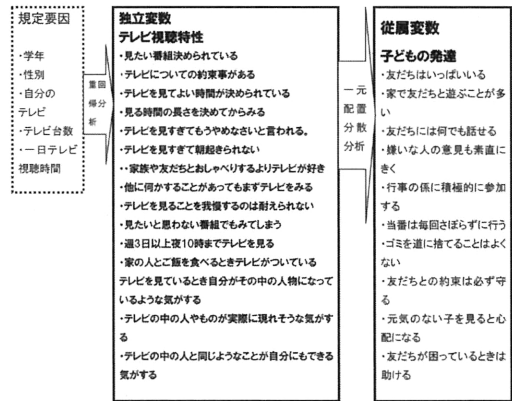 規定要因
・学年
・性別
・自分の
テレビ
・テレビ台数
・一日テレビ
視聴時間
重回
帰分
析
独立変数
テレビ視聴特性
・見たい番組決められている
・テレビについての約束事がある
・テレビを見てよい時間が決められている
・見る時間の長さを決めてからみる
・テレビを見すぎてもうやめなさいと言われる。
・テレビを見すぎて朝起きられない
・・家族や友だちとおしゃべりするよりテレビが好き
・他に何かすることがあってもまずテレビをみる
・テレビを見ることを我慢するのは耐えられない
・見たいと思わない番組でもみてしまう
・週3日以上夜10時までテレビを見る
・家の人とご飯を食べるときテレビがついている
テレビを見ているとき自分がその中の人物になって
いるような気がする
・テレビの中の人やものが実際に現れそうな気がす
る
・テレビの中の人と同じようなことが自分にもできる
気がする
一元
配置
分散
分析
従属変数
子どもの発達
・友だちはいっぱいいる
・家で友だちと遊ぶことが多
い
・友だちには何でも話せる
・嫌いな人の意見も素直に
きく
・行事の係に積極的に参加
する
・当番は毎回さぼらずに行う
・ゴミを道に捨てることはよく
ない
・友だちとの約束は必ず守
る
・元気のない子を見ると心
配になる
・友だちが困っているときは
助ける